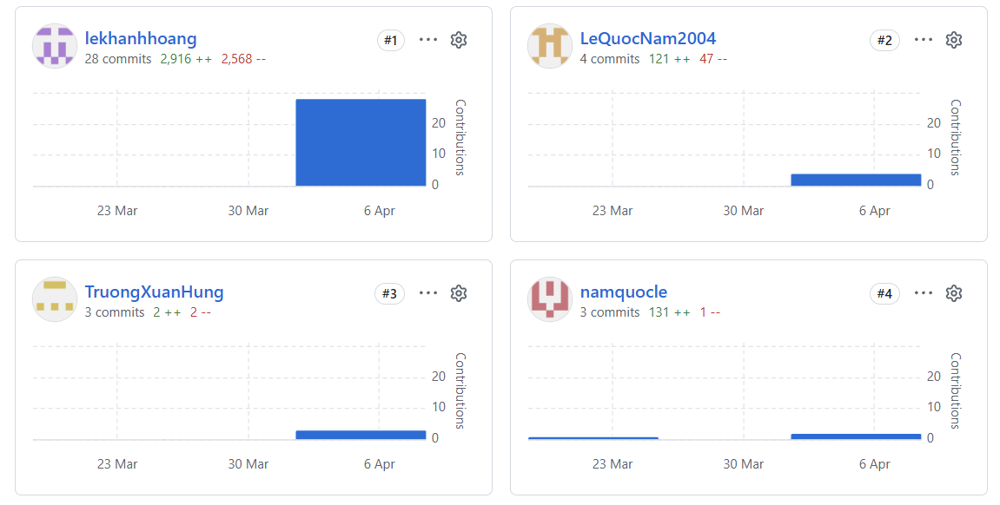 lekhanhhoang #1
28 commits 2,916 ++ 2,568 --
20
10
0
Contributions
23 Mar 30 Mar 6 Apr
LeQuocNam2004 #2
4 commits 121 ++ 47 --
20
10
0
Contributions
23 Mar 30 Mar 6 Apr
TruongXuanHung #3
3 commits 2 ++ 2 --
20
10
0
Contributions
23 Mar 30 Mar 6 Apr
namquocle #4
3 commits 131 ++ 1 --
20
10
0
Contributions
23 Mar 30 Mar 6 Apr